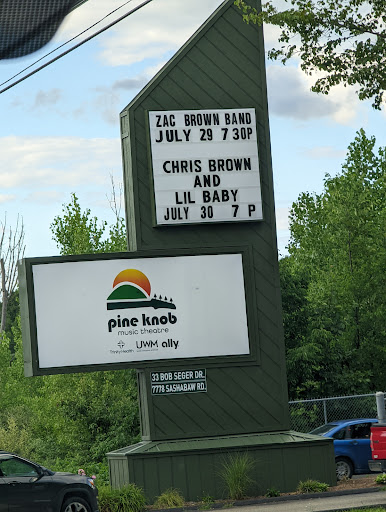 ZAC BROWN BAND
JULY 29 7 30P
CHRIS BROWN
AND
LIL BABY
JULY 30 7 P
pine knob
music theatre
TrinityHealth UWM ally
33 BOB SEGER DR.
7778 SASHABAW RD.